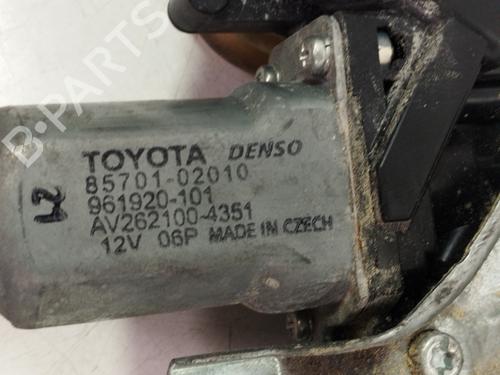 B-PARTS
TOYOTA DENSO
85701-02010
961920-101
AV262100-4351
12V 06P MADE IN CZECH